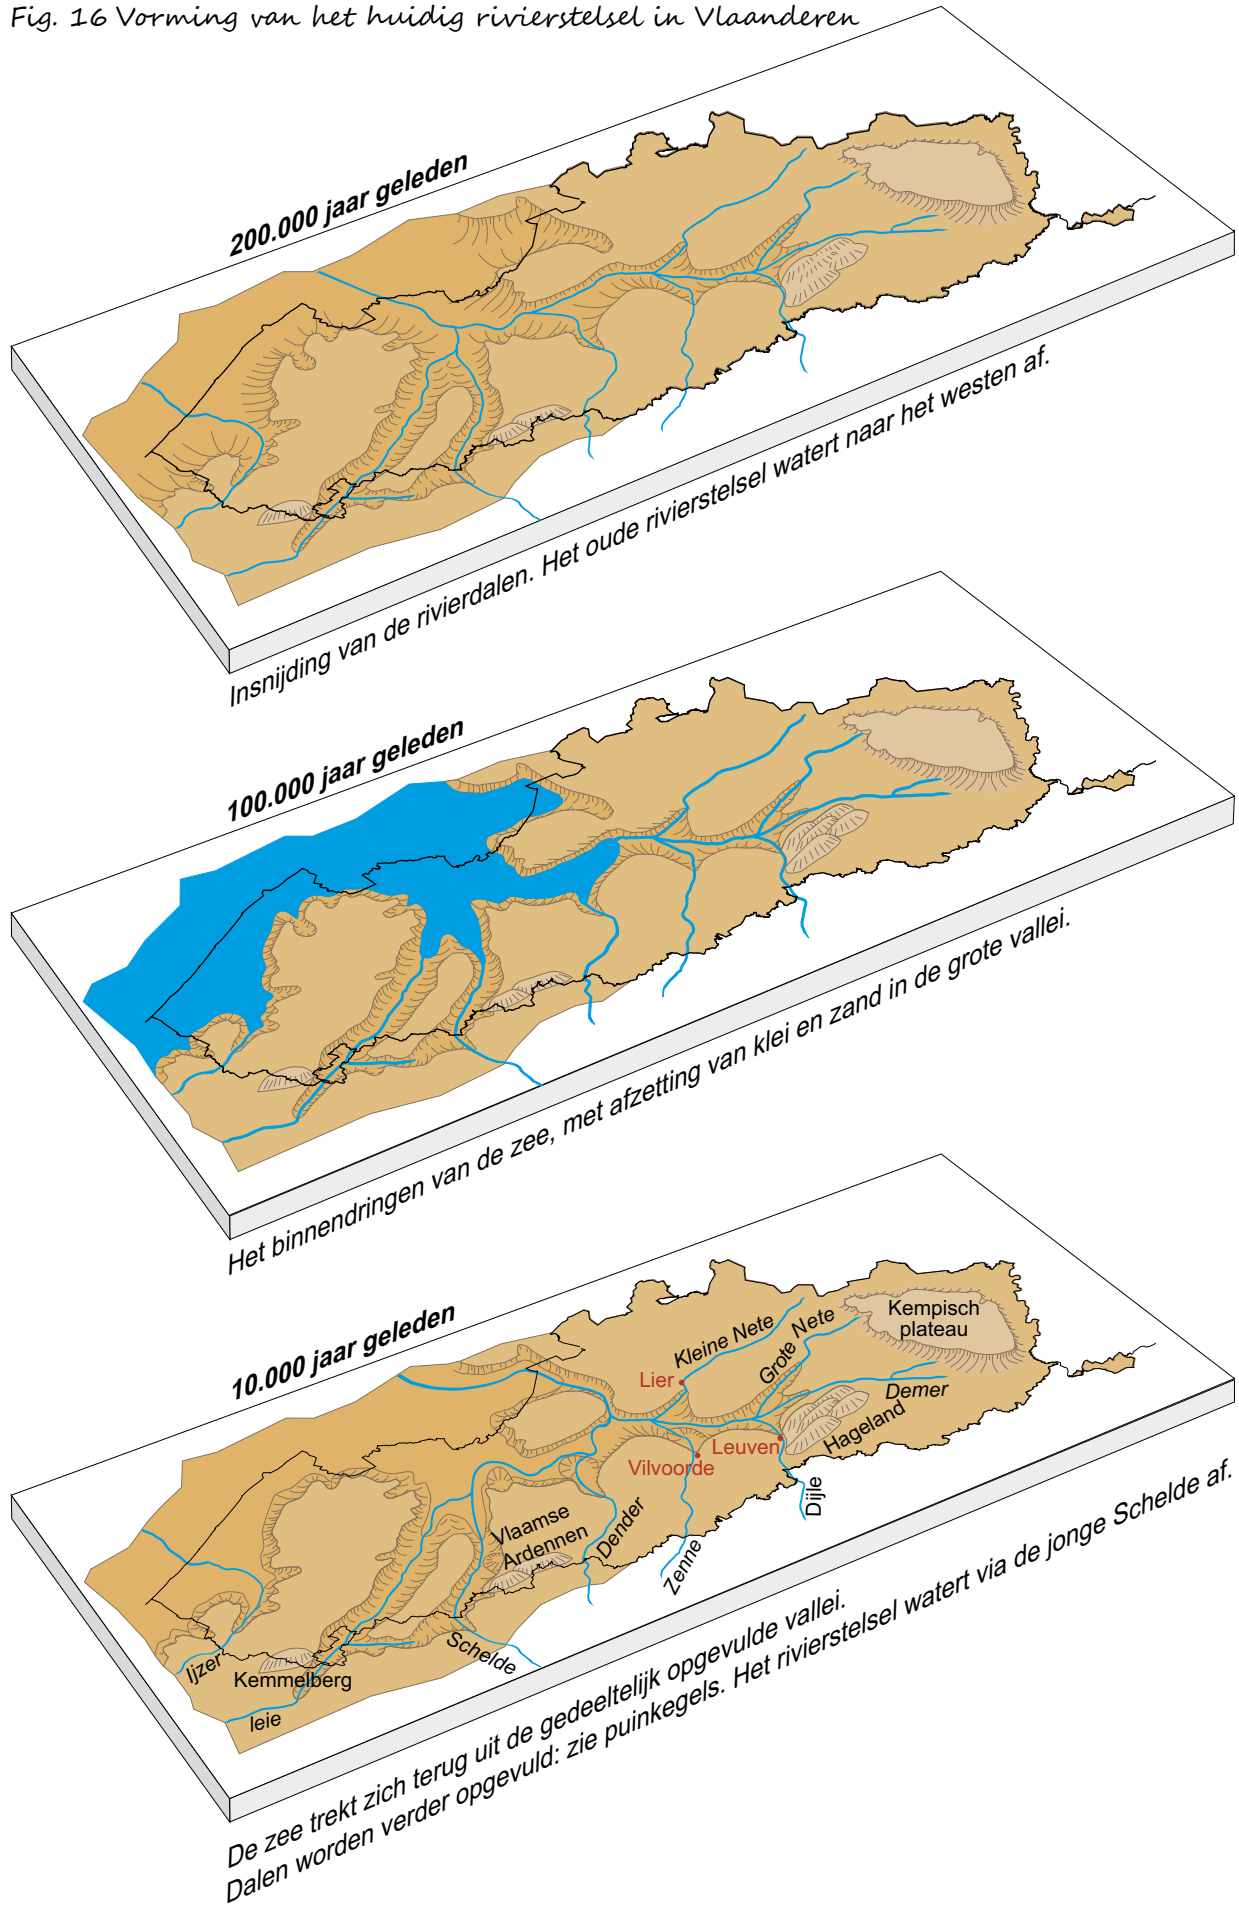 Fig. 16 Vorming van het huidig rivierstelsel in Vlaanderen
200.000 jaar geleden
Insnijding van de rivierdalen. Het oude rivierstelsel watert naar het westen af.
100.000 jaar geleden
Het binnendringen van de zee, met afzetting van klei en zand in de grote vallei.
10.000 jaar geleden
Kempisch
plateau
Kleine Nete
Grote Nete
Lier
Demer
Hageland
Leuven
Vilvoorde
Dijle
Vlaamse
Ardennen
Dender
Zenne
Schelde
Ijzer
Kemmelberg
leie
De zee trekt zich terug uit de gedeeltelijk opgevulde vallei.
Dalen worden verder opgevuld: zie puinkegels. Het rivierstelsel watert via de jonge Schelde af.